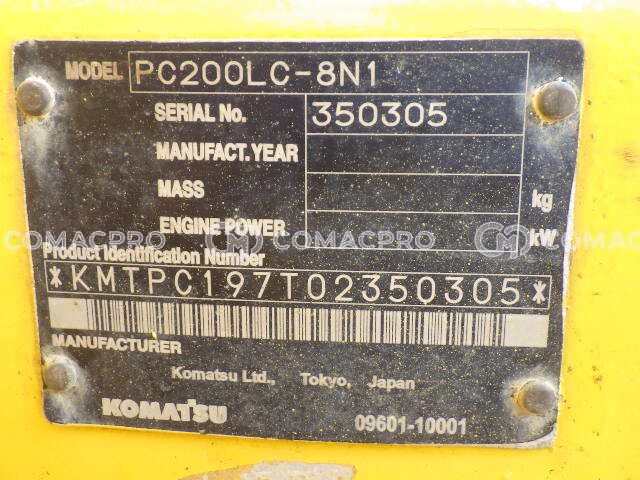 MODEL PC200LC-8N1
SERIAL No. 350305
MANUFACT. YEAR
MASS kg
ENGINE POWER kW
COMACPRO COMACPRO COMAC
Product Identification Number
*KMTPC197T02350305*
MANUFACTURER
Komatsu Ltd., Tokyo, Japan
KOMATSU 09601-10001